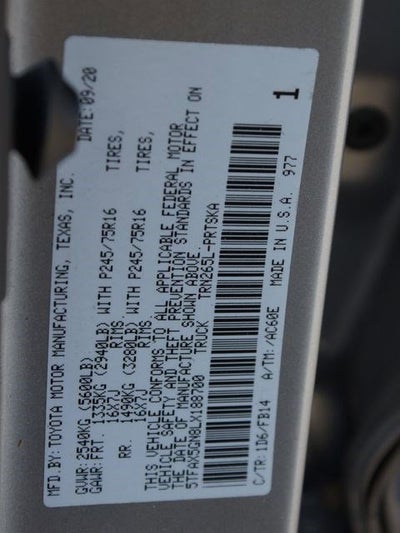 MFD.BY: TOYOTA MOTOR MANUFACTURING, TEXAS, INC. DATE: 09/20
GVWR: 2540KG (5600LB)
GAWR: FRT. 1335KG (2940LB) WITH P245/75R16 TIRES,
16X7J RIMS
RR. 1490KG (3280LB) WITH P245/75R16 TIRES,
16X7J RIMS
THIS VEHICLE CONFORMS TO ALL APPLICABLE FEDERAL MOTOR
VEHICLE SAFETY AND THEFT PREVENTION STANDARDS IN EFFECT ON
THE DATE OF MANUFACTURE SHOWN ABOVE.
5TFAX5GN8LX188700 TRUCK TRN265L-PRTSKA
C/TR: 1D6/FB14 A/TM: /AC60E MADE IN U.S.A. 977 1